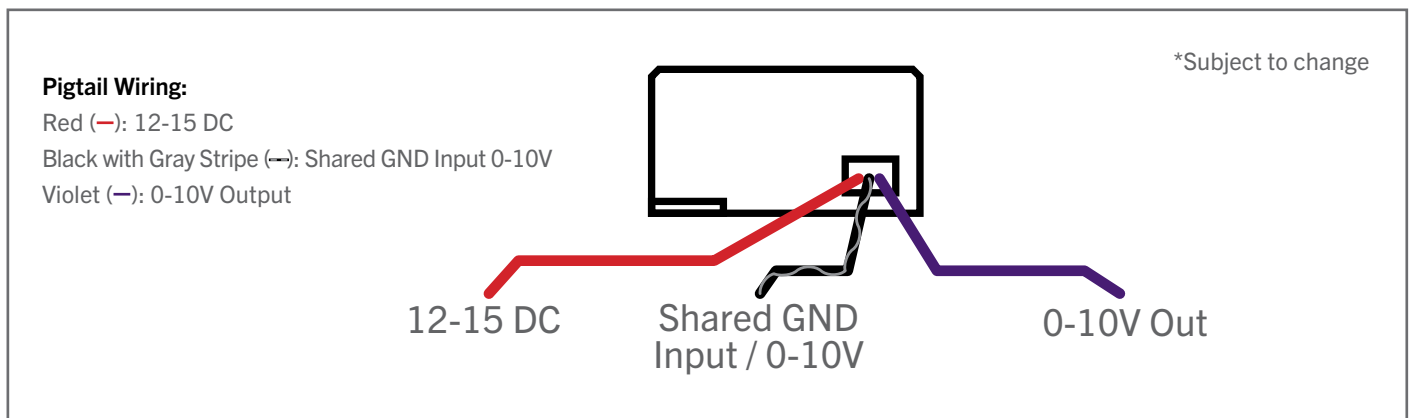 *Subject to change
Pigtail Wiring:
Red (—): 12-15 DC
Black with Gray Stripe (---): Shared GND Input 0-10V
Violet (—): 0-10V Output
12-15 DC
Shared GND
Input / 0-10V
0-10V Out